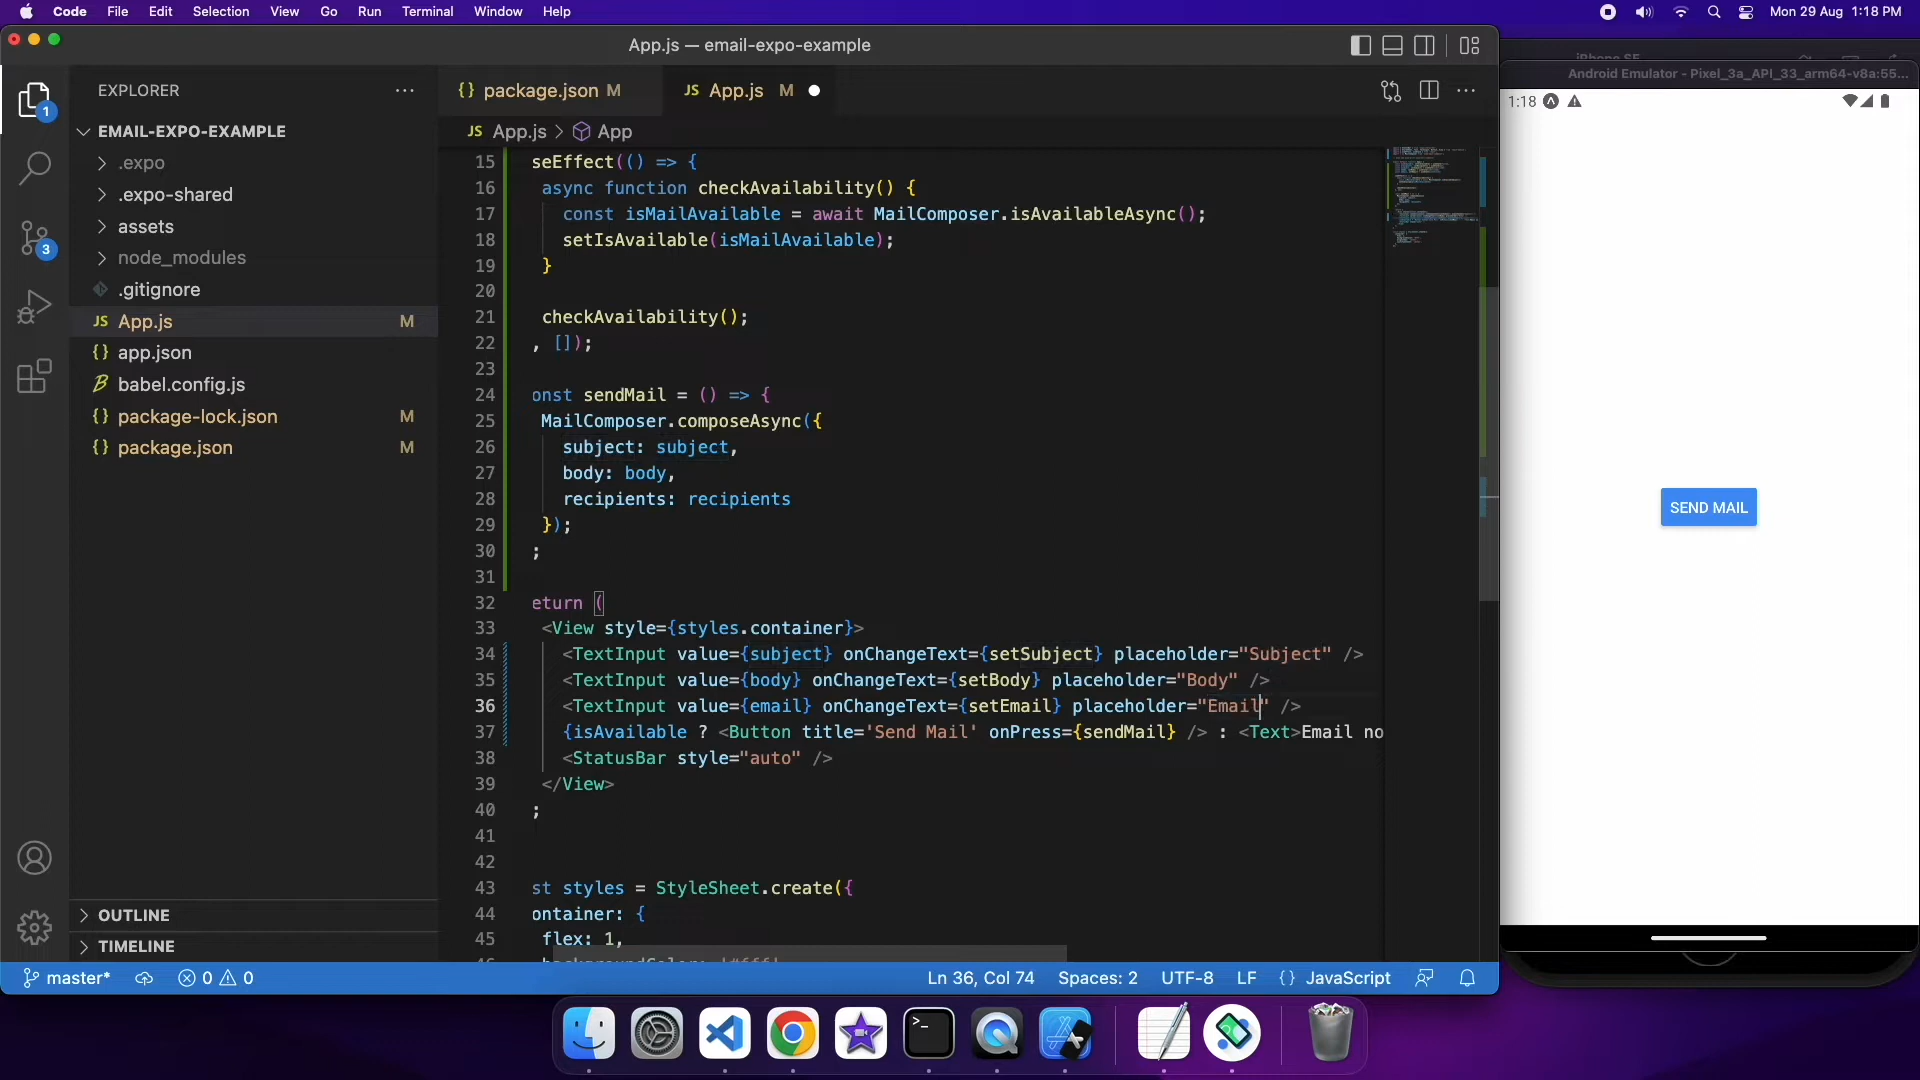 Code File Edit Selection View Go Run Terminal Window Help
Mon 29 Aug 1:18 PM
App.js — email-expo-example
Android Emulator - Pixel_3a_API_33_arm64-v8a:55...
1:18
EXPLORER
EMAIL-EXPO-EXAMPLE
.expo
.expo-shared
assets
node_modules
.gitignore
JS App.js M
{} app.json
babel.config.js
{} package-lock.json M
{} package.json M
OUTLINE
TIMELINE
1
3
{} package.json M
JS App.js M
JS App.js > App
15 seEffect(() => {
16 async function checkAvailability() {
17 const isMailAvailable = await MailComposer.isAvailableAsync();
18 setIsAvailable(isMailAvailable);
19 }
20
21 checkAvailability();
22 , []);
23
24 onst sendMail = () => {
25 MailComposer.composeAsync({
26 subject: subject,
27 body: body,
28 recipients: recipients
29 });
30 ;
31
32 eturn (
33 <View style={styles.container}>
34 <TextInput value={subject} onChangeText={setSubject} placeholder="Subject" />
35 <TextInput value={body} onChangeText={setBody} placeholder="Body" />
36 <TextInput value={email} onChangeText={setEmail} placeholder="Email" />
37 {isAvailable ? <Button title='Send Mail' onPress={sendMail} /> : <Text>Email no
38 <StatusBar style="auto" />
39 </View>
40 ;
41
42
43 st styles = StyleSheet.create({
44 ontainer: {
45 flex: 1,
SEND MAIL
master* 0 0 Ln 36, Col 74 Spaces: 2 UTF-8 LF {} JavaScript